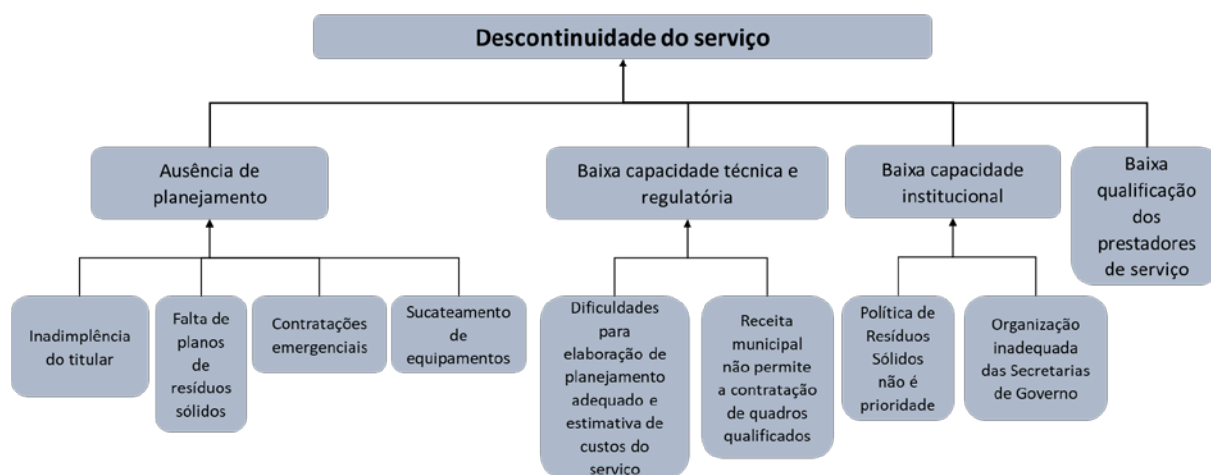 Descontinuidade do serviço
Ausência de
planejamento
Baixa capacidade técnica e
regulatória
Baixa capacidade
institucional
Baixa
qualificação
dos
prestadores
de serviço
Inadimplência
do titular
Falta de
planos
de
resíduos
sólidos
Contratações
emergenciais
Sucateamento
de
equipamentos
Dificuldades
para
elaboração de
planejamento
adequado e
estimativa de
custos do
serviço
Receita
municipal
não permite
a contratação
de quadros
qualificados
Política de
Resíduos
Sólidos
não é
prioridade
Organização
inadequada
das Secretarias
de Governo